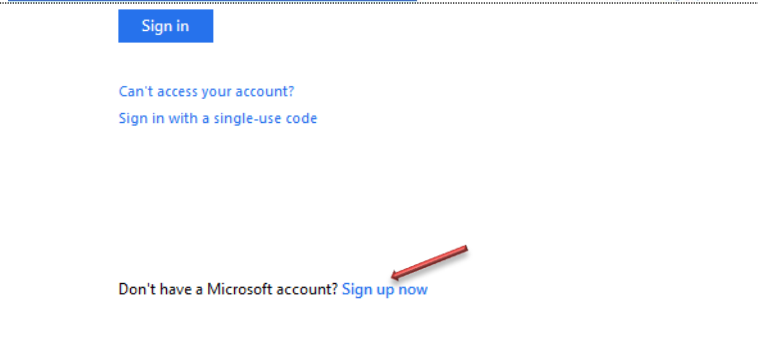 Sign in
Can't access your account?
Sign in with a single-use code
Don't have a Microsoft account? Sign up now